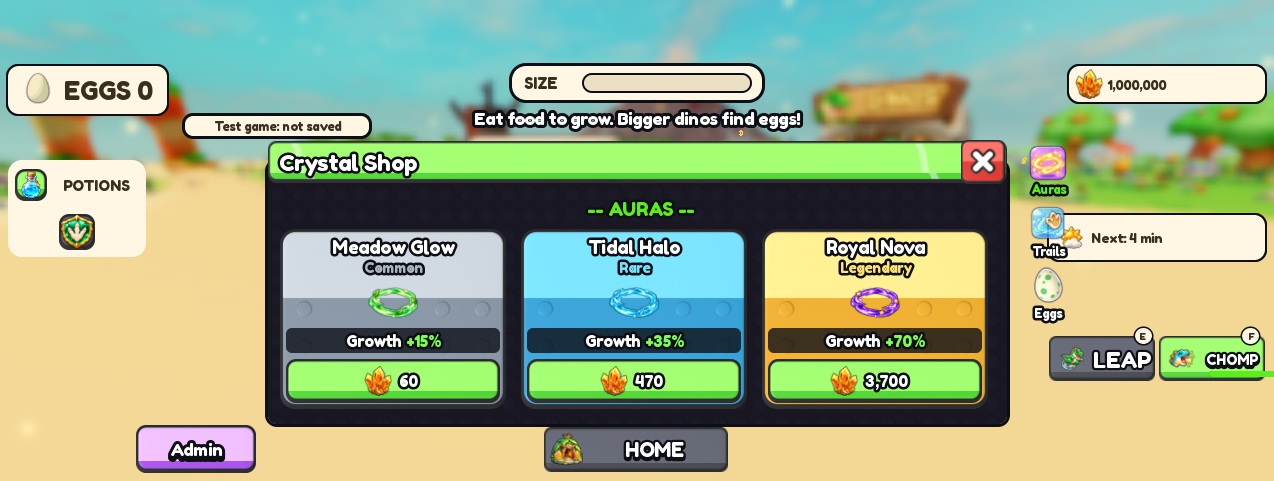 EGGS 0
SIZE
1,000,000
Test game: not saved
Eat food to grow. Bigger dinos find eggs!
Crystal Shop
POTIONS
Auras
-- AURAS --
Meadow Glow
Common
Growth +15%
60
Tidal Halo
Rare
Growth +35%
470
Royal Nova
Legendary
Growth +70%
3,700
Next: 4 min
Trails
Eggs
E
LEAP
F
CHOMP
Admin
HOME